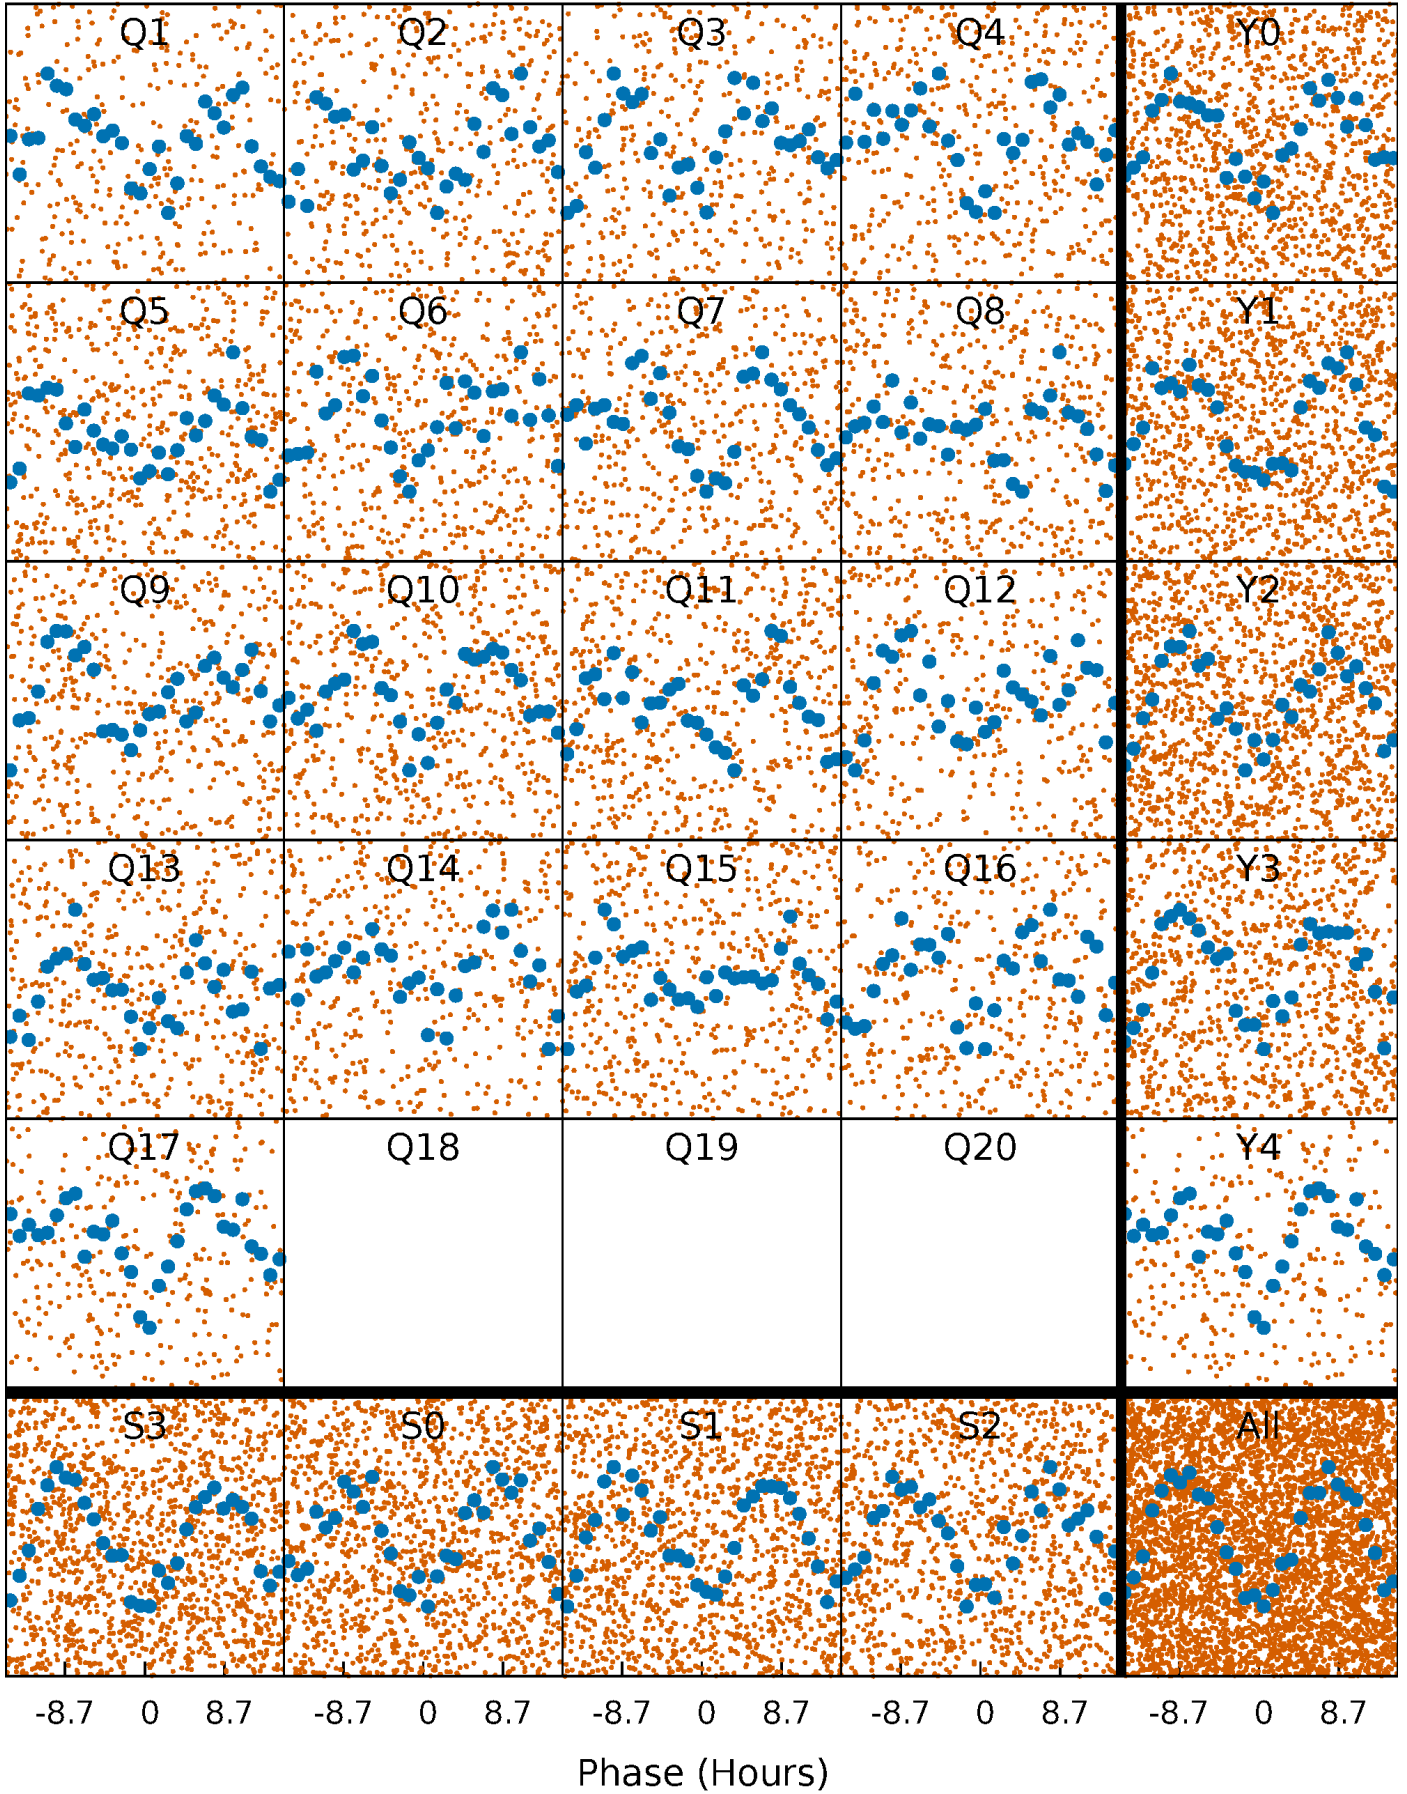 Q1 Q2 Q3 Q4 Y0
Q5 Q6 Q7 Q8 Y1
Q9 Q10 Q11 Q12 Y2
Q13 Q14 Q15 Q16 Y3
Q17 Q18 Q19 Q20 Y4
S3 S0 S1 S2 All
-8.7 0 8.7 -8.7 0 8.7 -8.7 0 8.7 -8.7 0 8.7 -8.7 0 8.7
Phase (Hours)